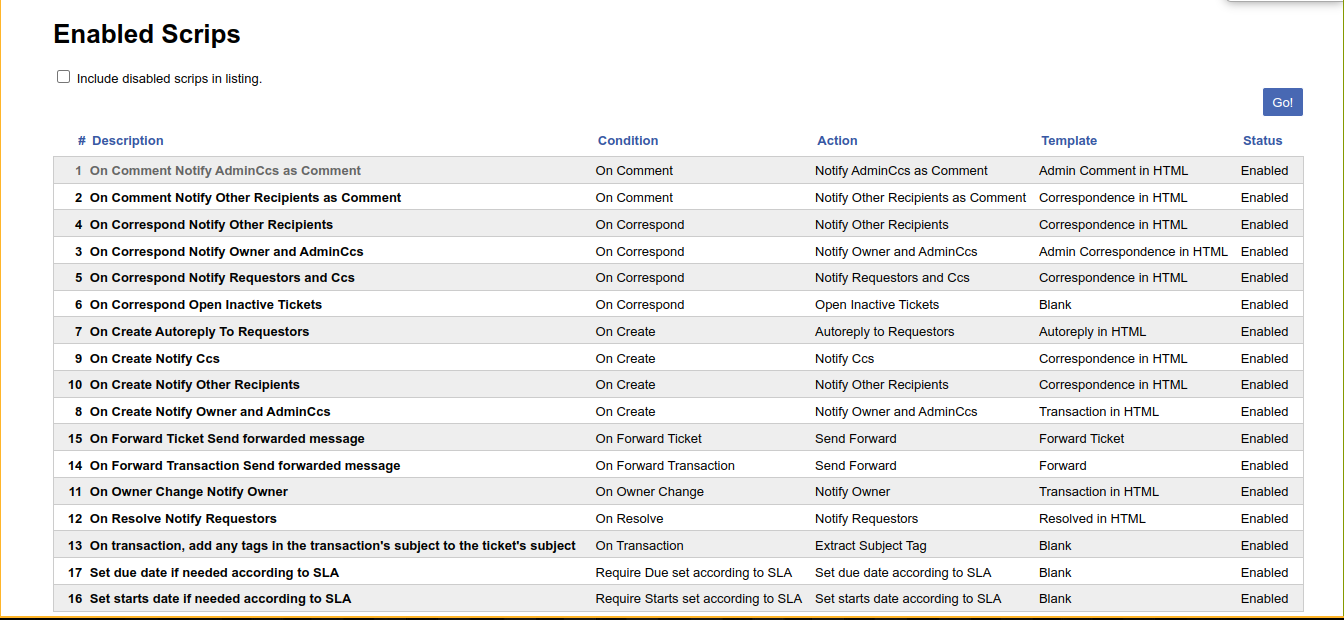 Enabled Scrips
Include disabled scrips in listing.
Go!
# Description Condition Action Template Status
1 On Comment Notify AdminCcs as Comment On Comment Notify AdminCcs as Comment Admin Comment in HTML Enabled
2 On Comment Notify Other Recipients as Comment On Comment Notify Other Recipients as Comment Correspondence in HTML Enabled
4 On Correspond Notify Other Recipients On Correspond Notify Other Recipients Correspondence in HTML Enabled
3 On Correspond Notify Owner and AdminCcs On Correspond Notify Owner and AdminCcs Admin Correspondence in HTML Enabled
5 On Correspond Notify Requestors and Ccs On Correspond Notify Requestors and Ccs Correspondence in HTML Enabled
6 On Correspond Open Inactive Tickets On Correspond Open Inactive Tickets Blank Enabled
7 On Create Autoreply To Requestors On Create Autoreply to Requestors Autoreply in HTML Enabled
9 On Create Notify Ccs On Create Notify Ccs Correspondence in HTML Enabled
10 On Create Notify Other Recipients On Create Notify Other Recipients Correspondence in HTML Enabled
8 On Create Notify Owner and AdminCcs On Create Notify Owner and AdminCcs Transaction in HTML Enabled
15 On Forward Ticket Send forwarded message On Forward Ticket Send Forward Forward Ticket Enabled
14 On Forward Transaction Send forwarded message On Forward Transaction Send Forward Forward Enabled
11 On Owner Change Notify Owner On Owner Change Notify Owner Transaction in HTML Enabled
12 On Resolve Notify Requestors On Resolve Notify Requestors Resolved in HTML Enabled
13 On transaction, add any tags in the transaction's subject to the ticket's subject On Transaction Extract Subject Tag Blank Enabled
17 Set due date if needed according to SLA Require Due set according to SLA Set due date according to SLA Blank Enabled
16 Set starts date if needed according to SLA Require Starts set according to SLA Set starts date according to SLA Blank Enabled